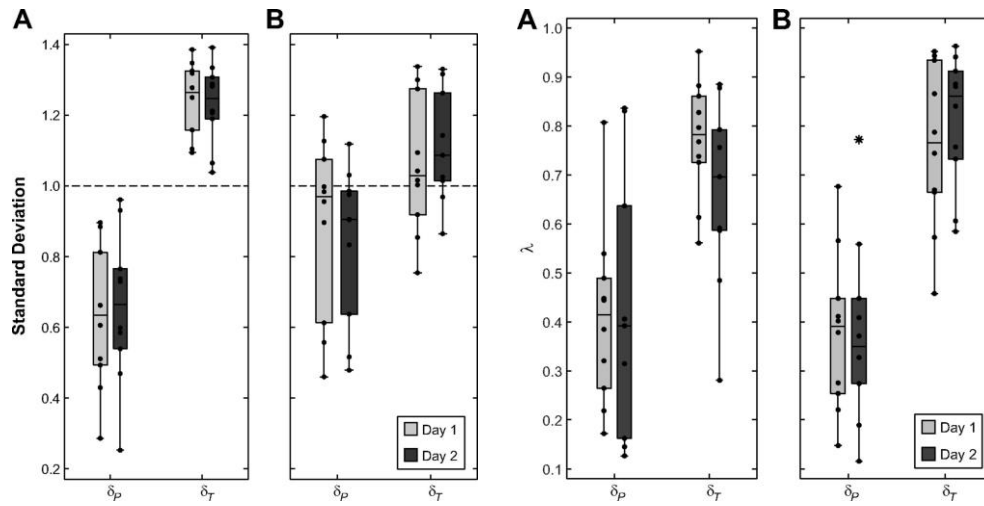 A
B
A
B
Standard Deviation
1.4
1.2
1.0
0.8
0.6
0.4
0.2
δP
δT
δP
δT
Day 1
Day 2
λ
1.0
0.9
0.8
0.7
0.6
0.5
0.4
0.3
0.2
0.1
δP
δT
δP
δT
Day 1
Day 2